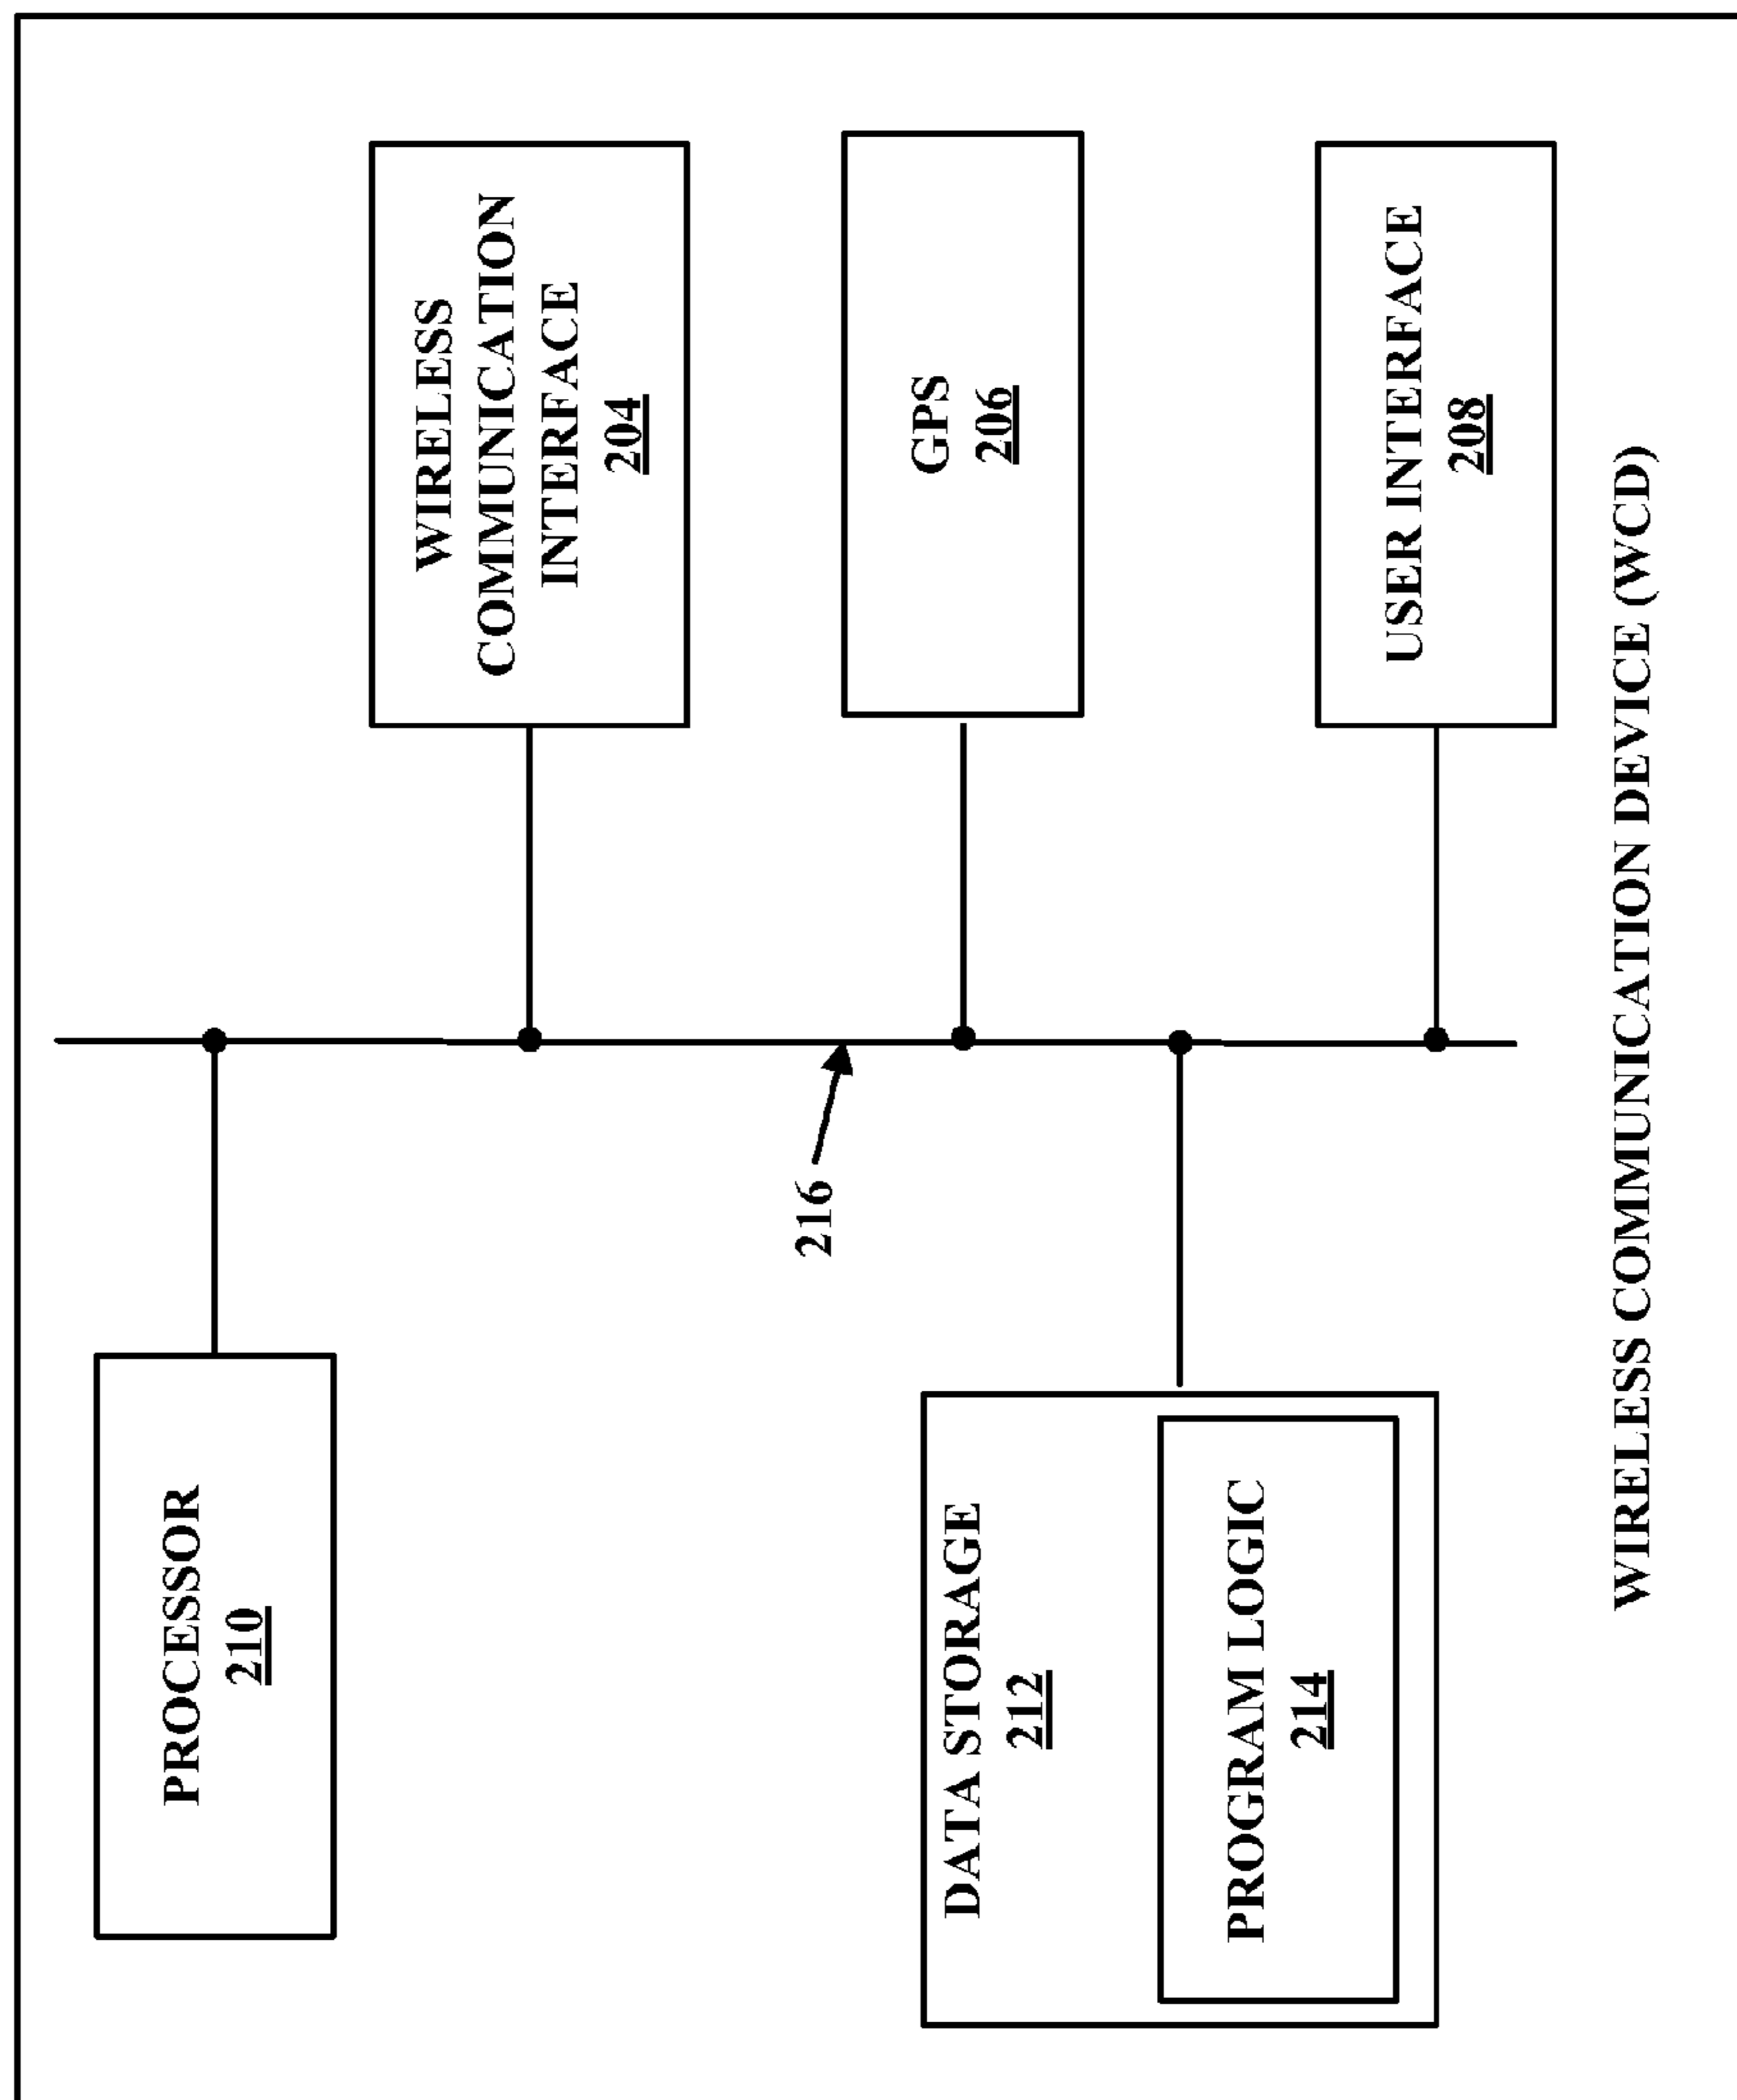 PROCESSOR
210
DATA STORAGE
212
PROGRAM LOGIC
214
216
WIRELESS
COMMUNICATION
INTERFACE
204
GPS
206
USER INTERFACE
208
WIRELESS COMMUNICATION DEVICE (WCD)